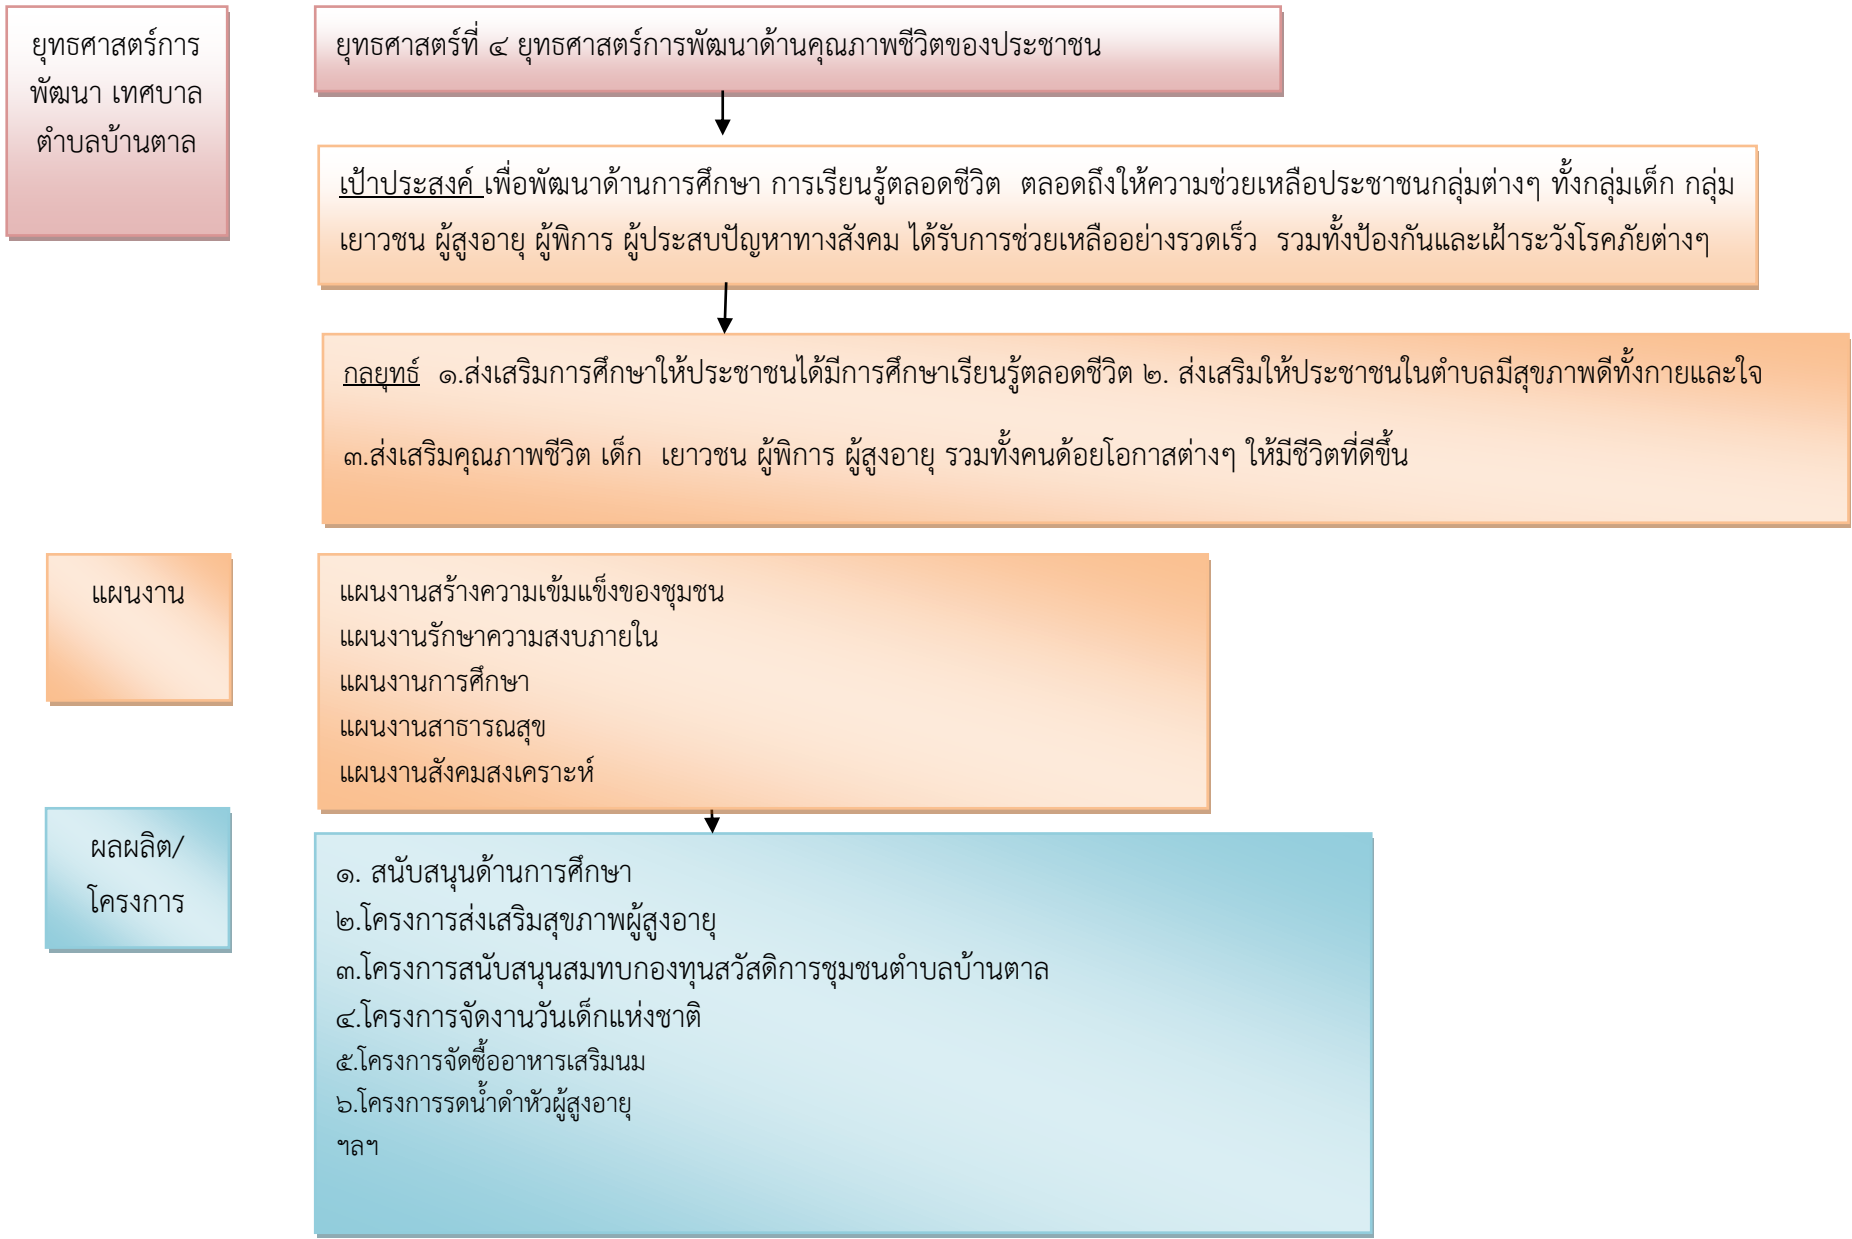 ยุทธศาสตร์การ
พัฒนา เทศบาล
ตำบลบ้านตาล
ยุทธศาสตร์ที่ ๔ ยุทธศาสตร์การพัฒนาด้านคุณภาพชีวิตของประชาชน
เป้าประสงค์ เพื่อพัฒนาด้านการศึกษา การเรียนรู้ตลอดชีวิต  ตลอดถึงให้ความช่วยเหลือประชาชนกลุ่มต่างๆ ทั้งกลุ่มเด็ก กลุ่ม
เยาวชน ผู้สูงอายุ ผู้พิการ ผู้ประสบปัญหาทางสังคม ได้รับการช่วยเหลืออย่างรวดเร็ว  รวมทั้งป้องกันและเฝ้าระวังโรคภัยต่างๆ
กลยุทธ์  ๑.ส่งเสริมการศึกษาให้ประชาชนได้มีการศึกษาเรียนรู้ตลอดชีวิต ๒. ส่งเสริมให้ประชาชนในตำบลมีสุขภาพดีทั้งกายและใจ
๓.ส่งเสริมคุณภาพชีวิต เด็ก  เยาวชน ผู้พิการ ผู้สูงอายุ รวมทั้งคนด้อยโอกาสต่างๆ ให้มีชีวิตที่ดีขึ้น
แผนงาน
แผนงานสร้างความเข้มแข็งของชุมชน
แผนงานรักษาความสงบภายใน
แผนงานการศึกษา
แผนงานสาธารณสุข
แผนงานสังคมสงเคราะห์
ผลผลิต/
โครงการ
๑. สนับสนุนด้านการศึกษา
๒.โครงการส่งเสริมสุขภาพผู้สูงอายุ
๓.โครงการสนับสนุนสมทบกองทุนสวัสดิการชุมชนตำบลบ้านตาล
๔.โครงการจัดงานวันเด็กแห่งชาติ
๕.โครงการจัดซื้ออาหารเสริมนม
๖.โครงการรดน้ำดำหัวผู้สูงอายุ
ฯลฯ